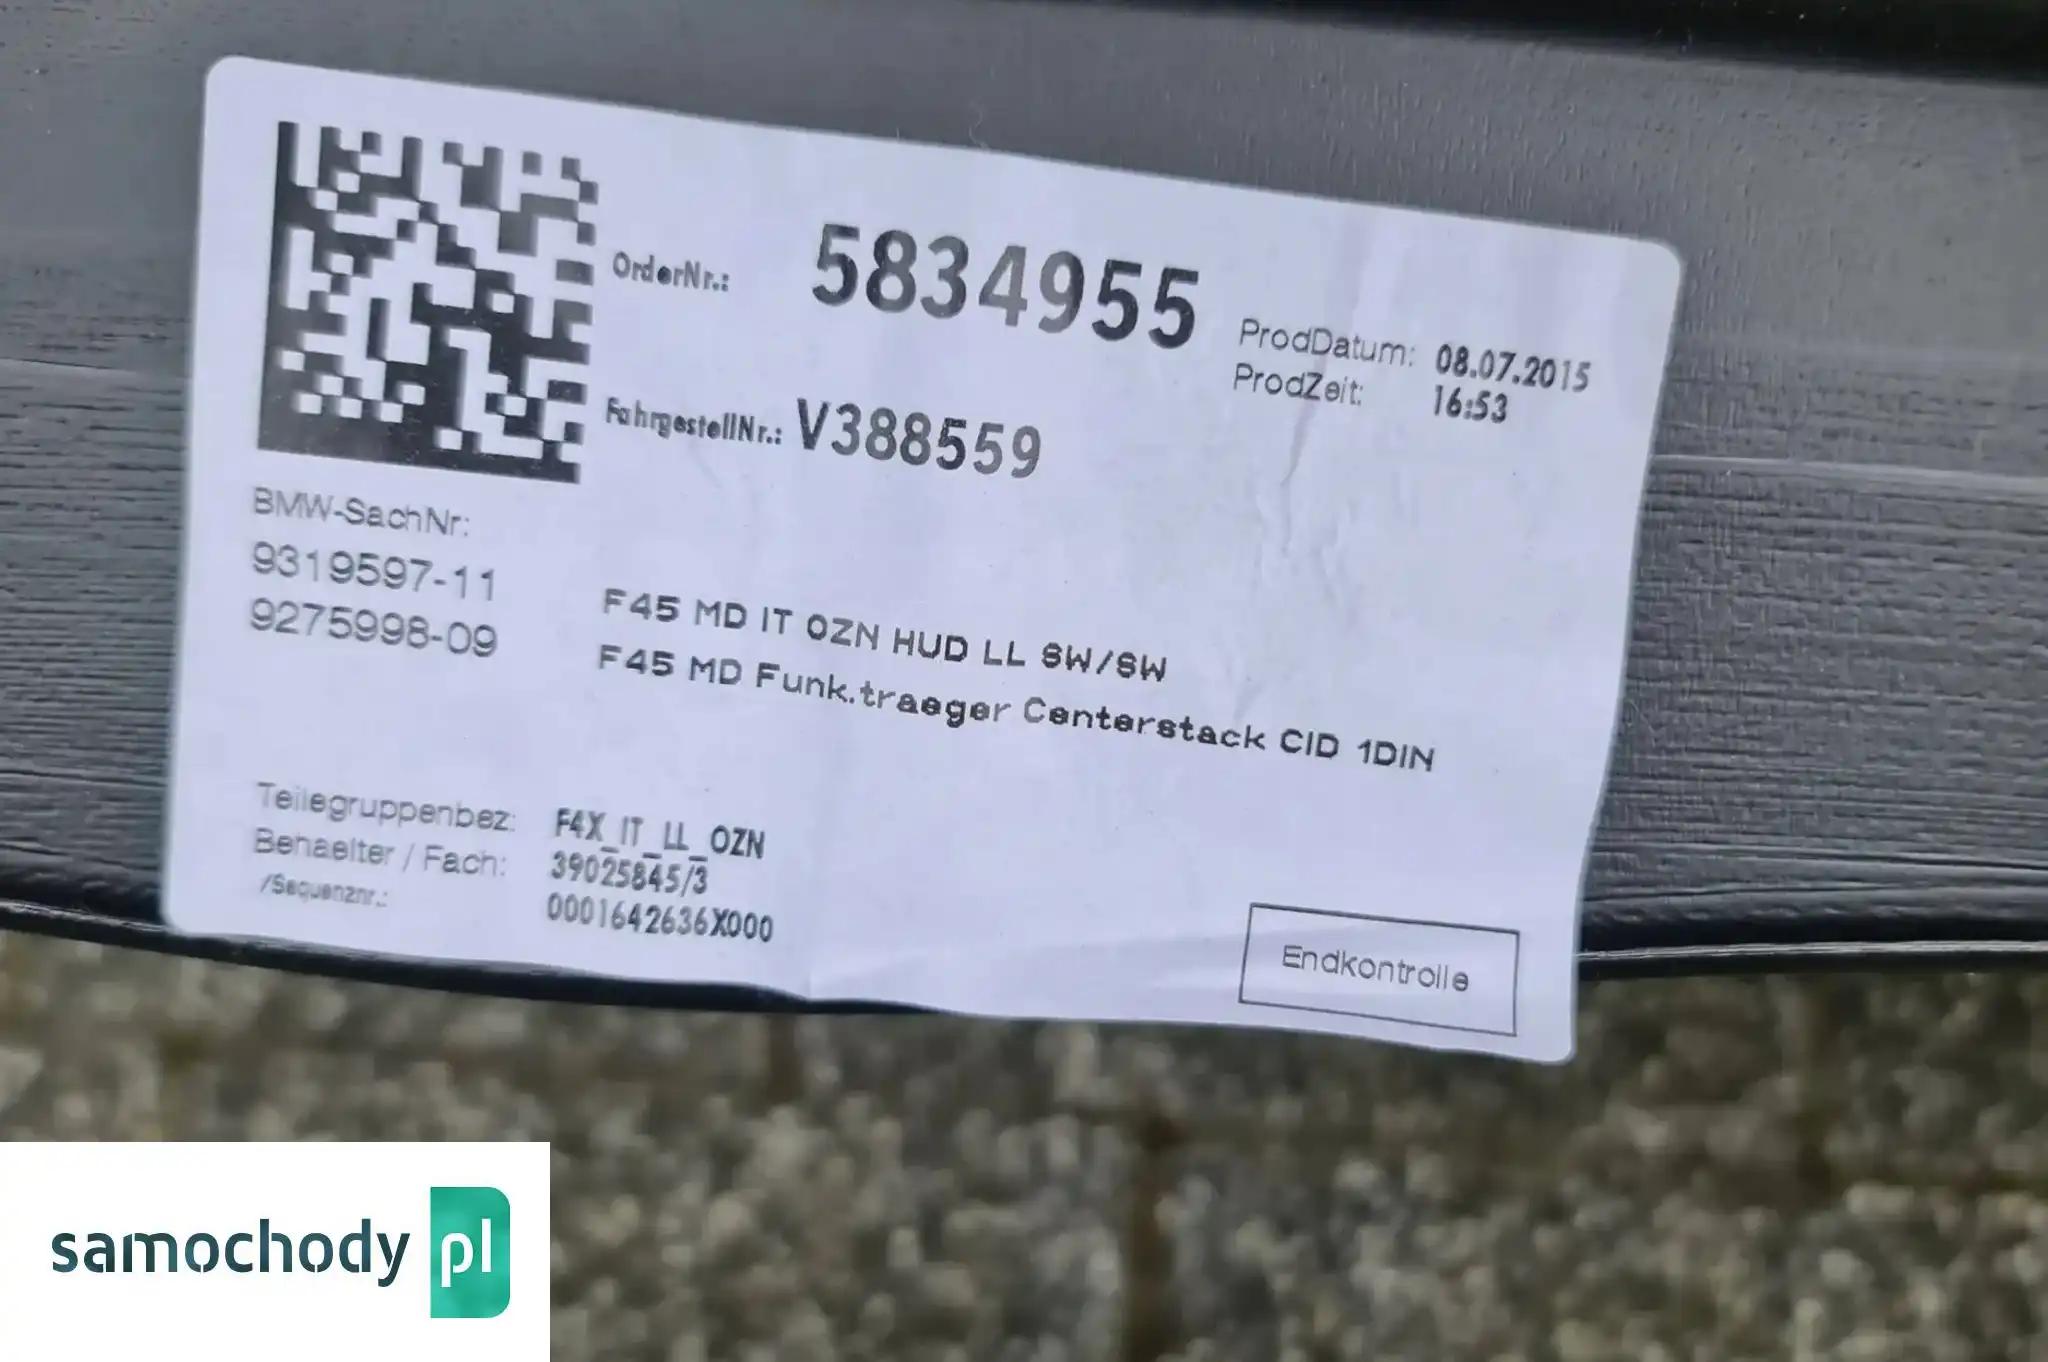 OrderNr.: 5834955
ProdDatum: 08.07.2015
ProdZeit: 16:53
FahrgestellNr.: V388559
BMW-SachNr:
9319597-11 F45 MD IT OZN HUD LL SW/SW
9275998-09 F45 MD Funk.traeger Centerstack CID 1DIN
Teilegruppenbez: F4X_IT_LL_OZN
Behaelter / Fach: 39025845/3
/Sequenznr.: 0001642636X000
Endkontrolle
samochody pl